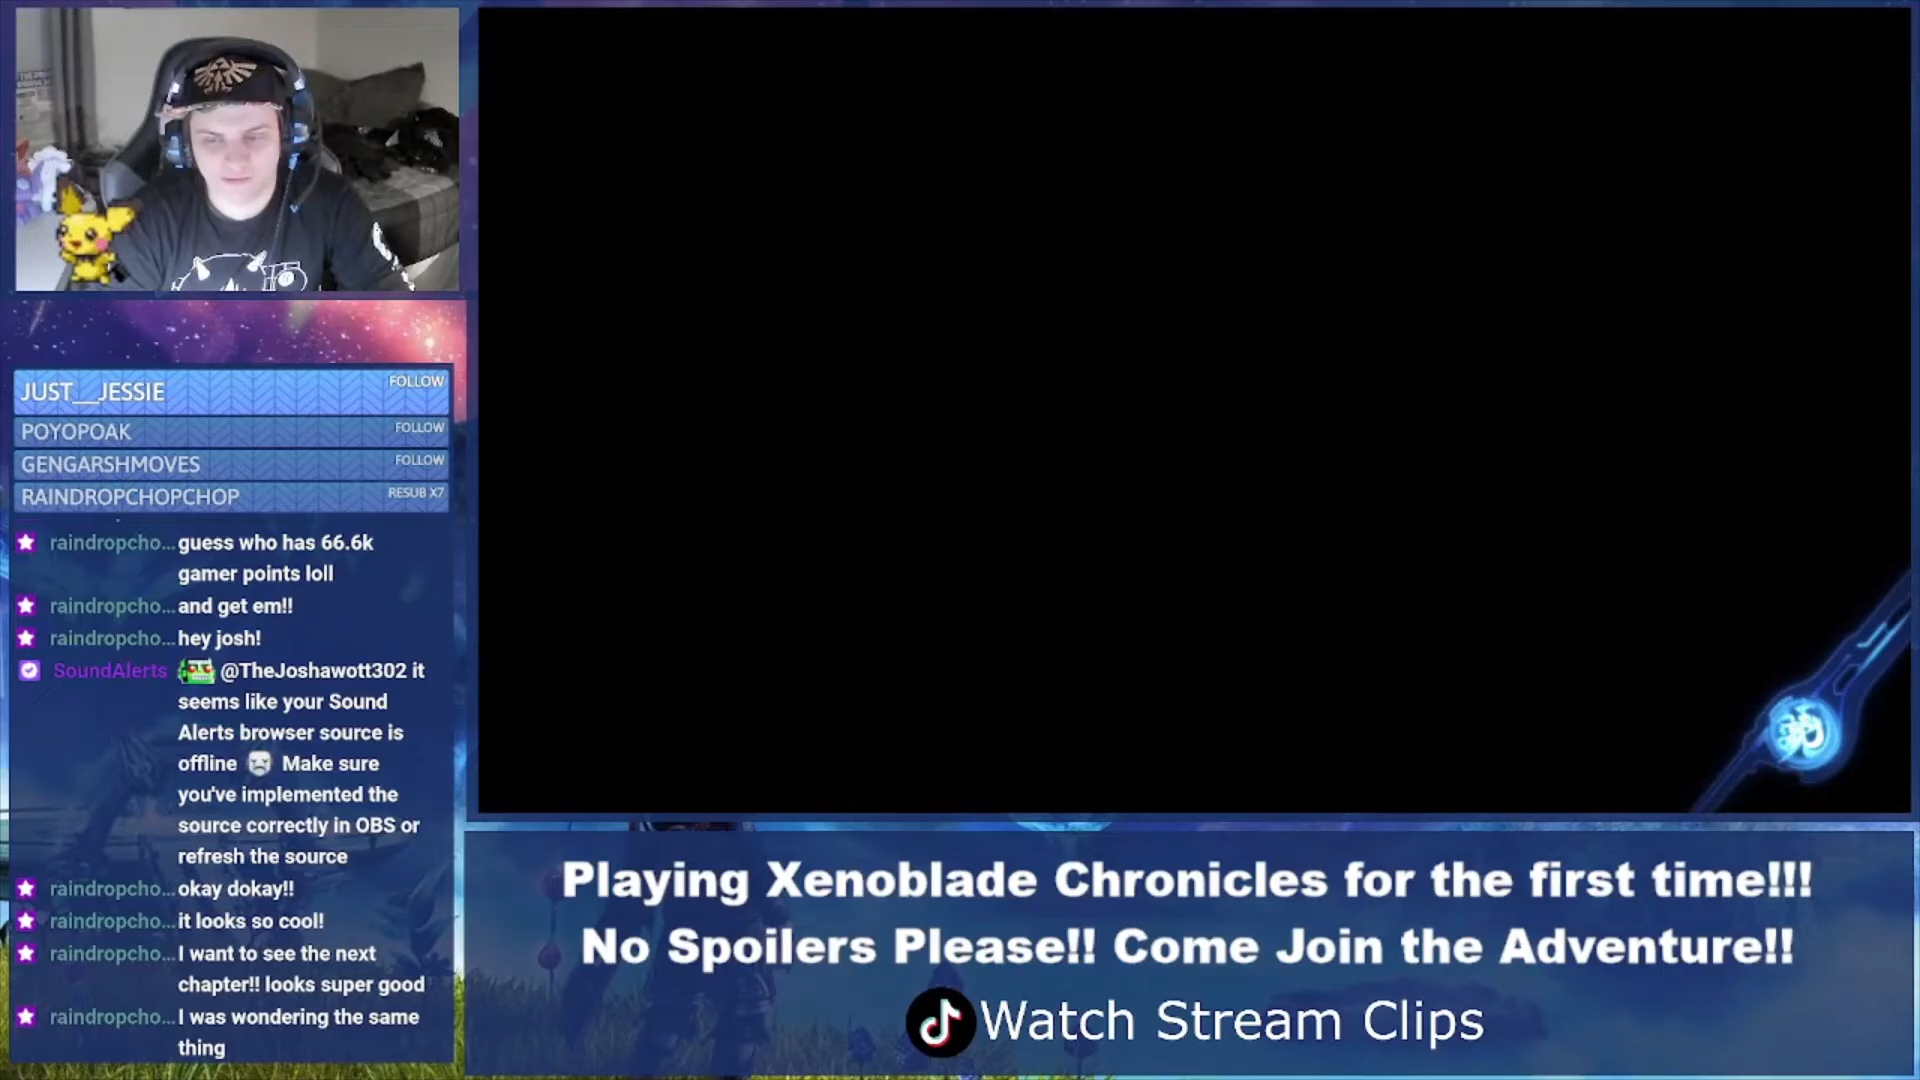 JUST__JESSIE FOLLOW
POYOPOAK FOLLOW
GENGARSHMOVES FOLLOW
RAINDROPCHOPCHOP RESUB X7
raindropcho... guess who has 66.6k
gamer points loll
raindropcho... and get em!!
raindropcho... hey josh!
SoundAlerts @TheJoshawott302 it
seems like your Sound
Alerts browser source is
offline Make sure
you've implemented the
source correctly in OBS or
refresh the source
raindropcho... okay dokay!!
raindropcho... it looks so cool!
raindropcho... I want to see the next
chapter!! looks super good
raindropcho... I was wondering the same
thing
Playing Xenoblade Chronicles for the first time!!!
No Spoilers Please!! Come Join the Adventure!!
Watch Stream Clips